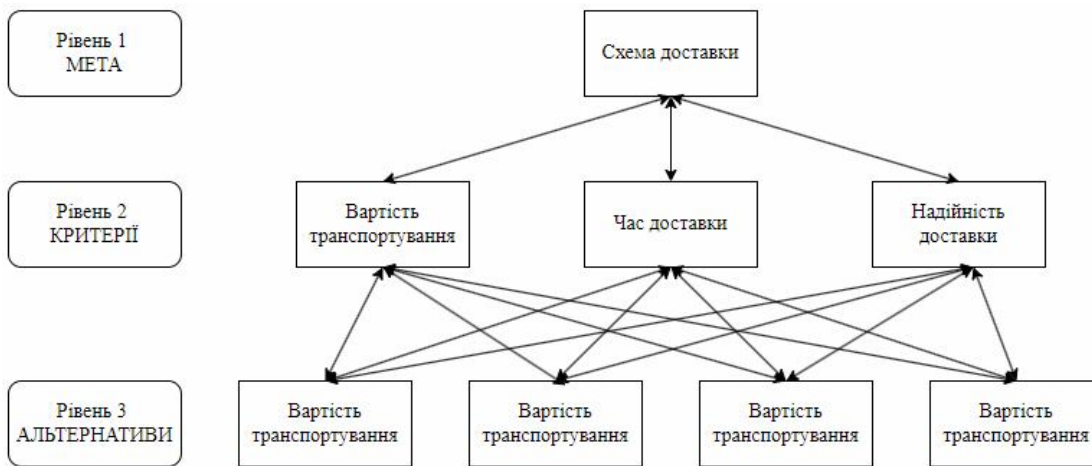 Рівень 1
МЕТА
Схема доставки
Рівень 2
КРИТЕРІЇ
Вартість
транспортування
Час доставки
Надійність
доставки
Рівень 3
АЛЬТЕРНАТИВИ
Вартість
транспортування
Вартість
транспортування
Вартість
транспортування
Вартість
транспортування